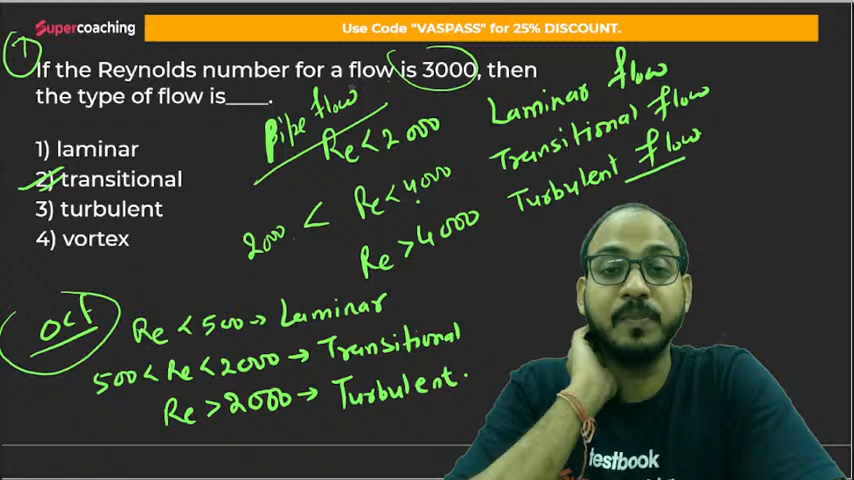 Supercoaching
Use Code "VASPASS" for 25% DISCOUNT.
1
If the Reynolds number for a flow is 3000, then
the type of flow is____.
1) laminar
2) transitional
3) turbulent
4) vortex
Pipe flow
Re < 2000 Laminar flow
2000 < Re < 4000 Transitional flow
Re > 4000 Turbulent flow
OCF
Re < 500 → Laminar
500 < Re < 2000 → Transitional
Re > 2000 → Turbulent.
testbook